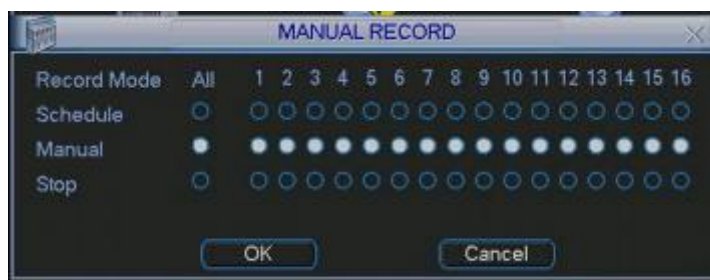 MANUAL RECORD
Record Mode All 1 2 3 4 5 6 7 8 9 10 11 12 13 14 15 16
Schedule
Manual
Stop
OK Cancel